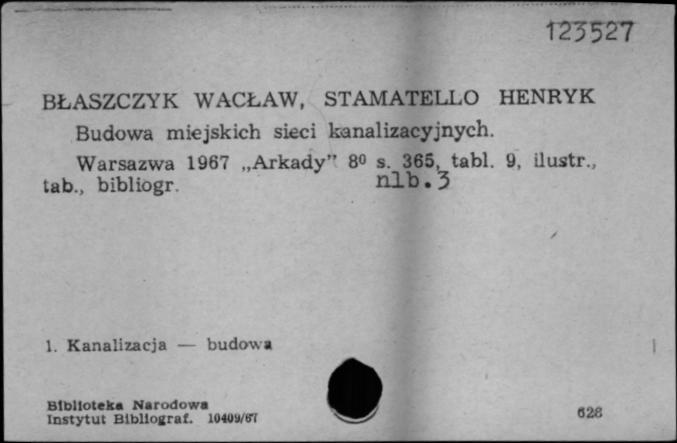 123527
BŁASZCZYK WACŁAW, STAMATELLO HENRYK
Budowa miejskich sieci kanalizacyjnych.
Warsazwa 1967 „Arkady” 8⁰ s. 365, tabl. 9, ilustr.,
tab., bibliogr. nlb.3
1. Kanalizacja — budowa
Biblioteka Narodowa
Instytut Bibliograf. 10409/67
628